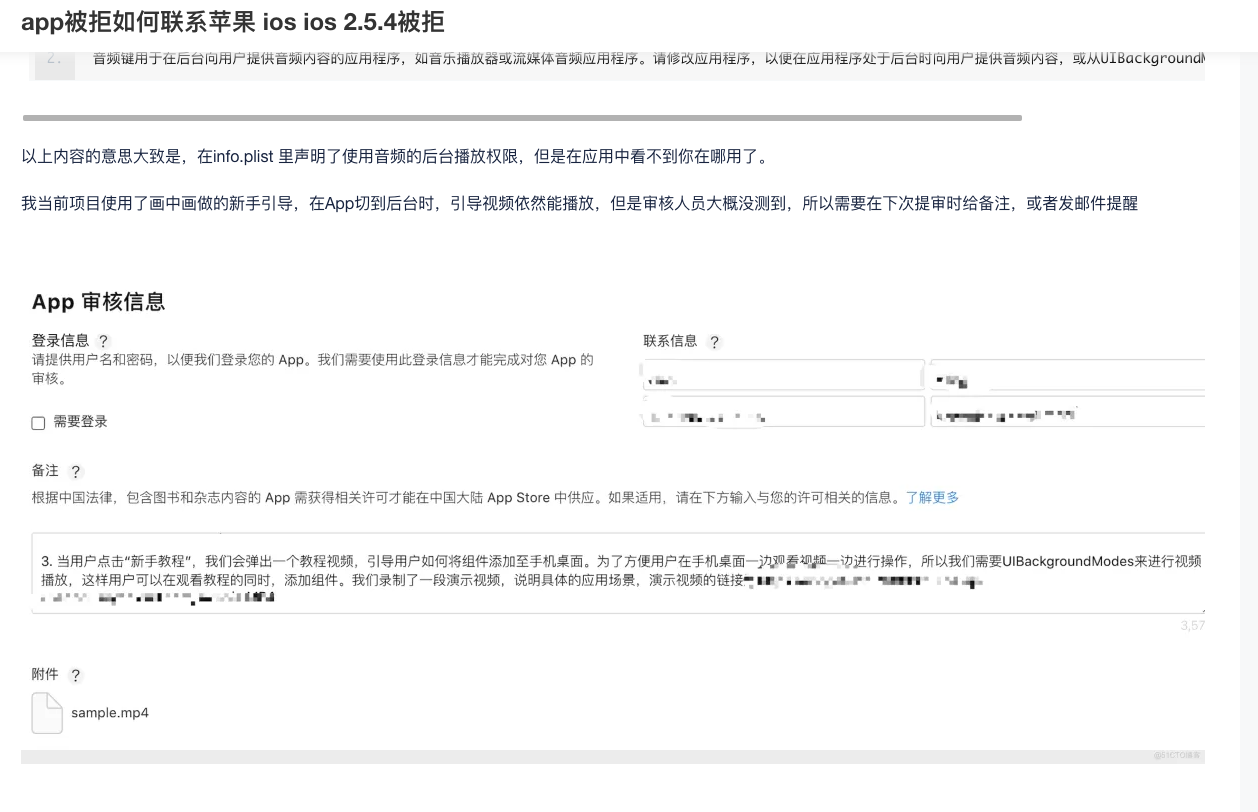 app被拒如何联系苹果 ios ios 2.5.4被拒
2. 音频键用于在后台向用户提供音频内容的应用程序，如音乐播放器或流媒体音频应用程序。请修改应用程序，以便在应用程序处于后台时向用户提供音频内容，或从UIBackgroundM
以上内容的意思大致是，在info.plist 里声明了使用音频的后台播放权限，但是在应用中看不到你在哪用了。
我当前项目使用了画中画做的新手引导，在App切到后台时，引导视频依然能播放，但是审核人员大概没测到，所以需要在下次提审时给备注，或者发邮件提醒
App 审核信息
登录信息 ?
请提供用户名和密码，以便我们登录您的 App。我们需要使用此登录信息才能完成对您 App 的
审核。
联系信息 ?
需要登录
备注 ?
根据中国法律，包含图书和杂志内容的 App 需获得相关许可才能在中国大陆 App Store 中供应。如果适用，请在下方输入与您的许可相关的信息。了解更多
3. 当用户点击“新手教程”，我们会弹出一个教程视频，引导用户如何将组件添加至手机桌面。为了方便用户在手机桌面一边观看视频一边进行操作，所以我们需要UIBackgroundModes来进行视频
播放，这样用户可以在观看教程的同时，添加组件。我们录制了一段演示视频，说明具体的应用场景，演示视频的链接
3,57
附件 ?
sample.mp4
@51CTO博客